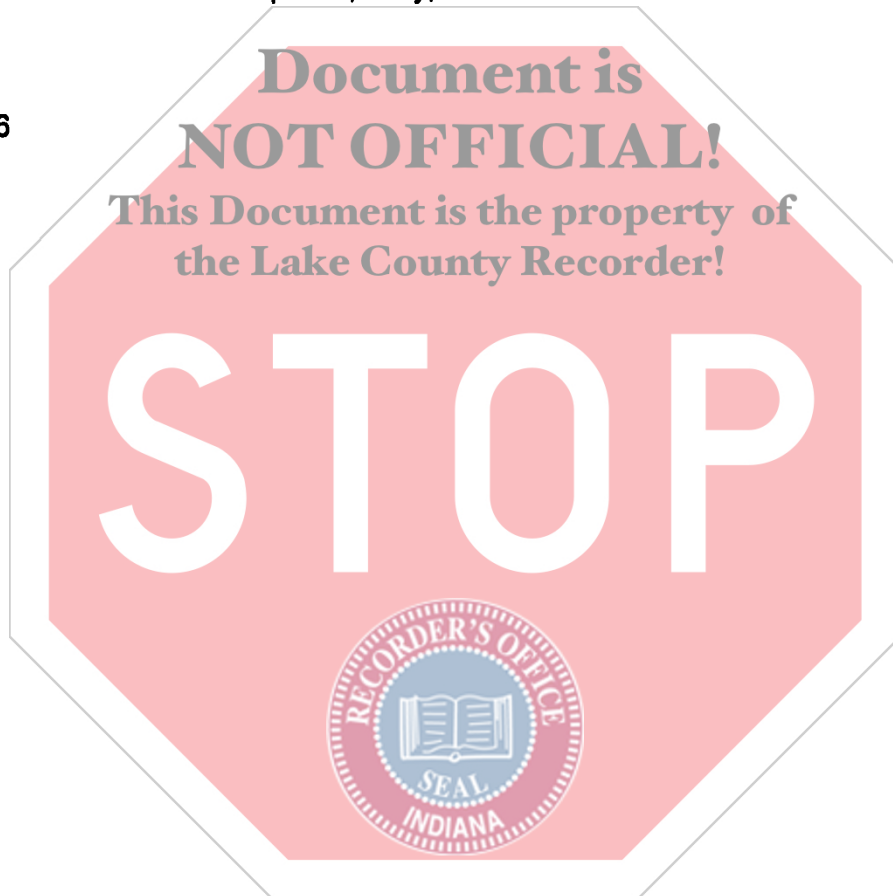 6
Document is
NOT OFFICIAL!
This Document is the property of
the Lake County Recorder!
STOP
RECORDER'S OFFICE
SEAL
INDIANA